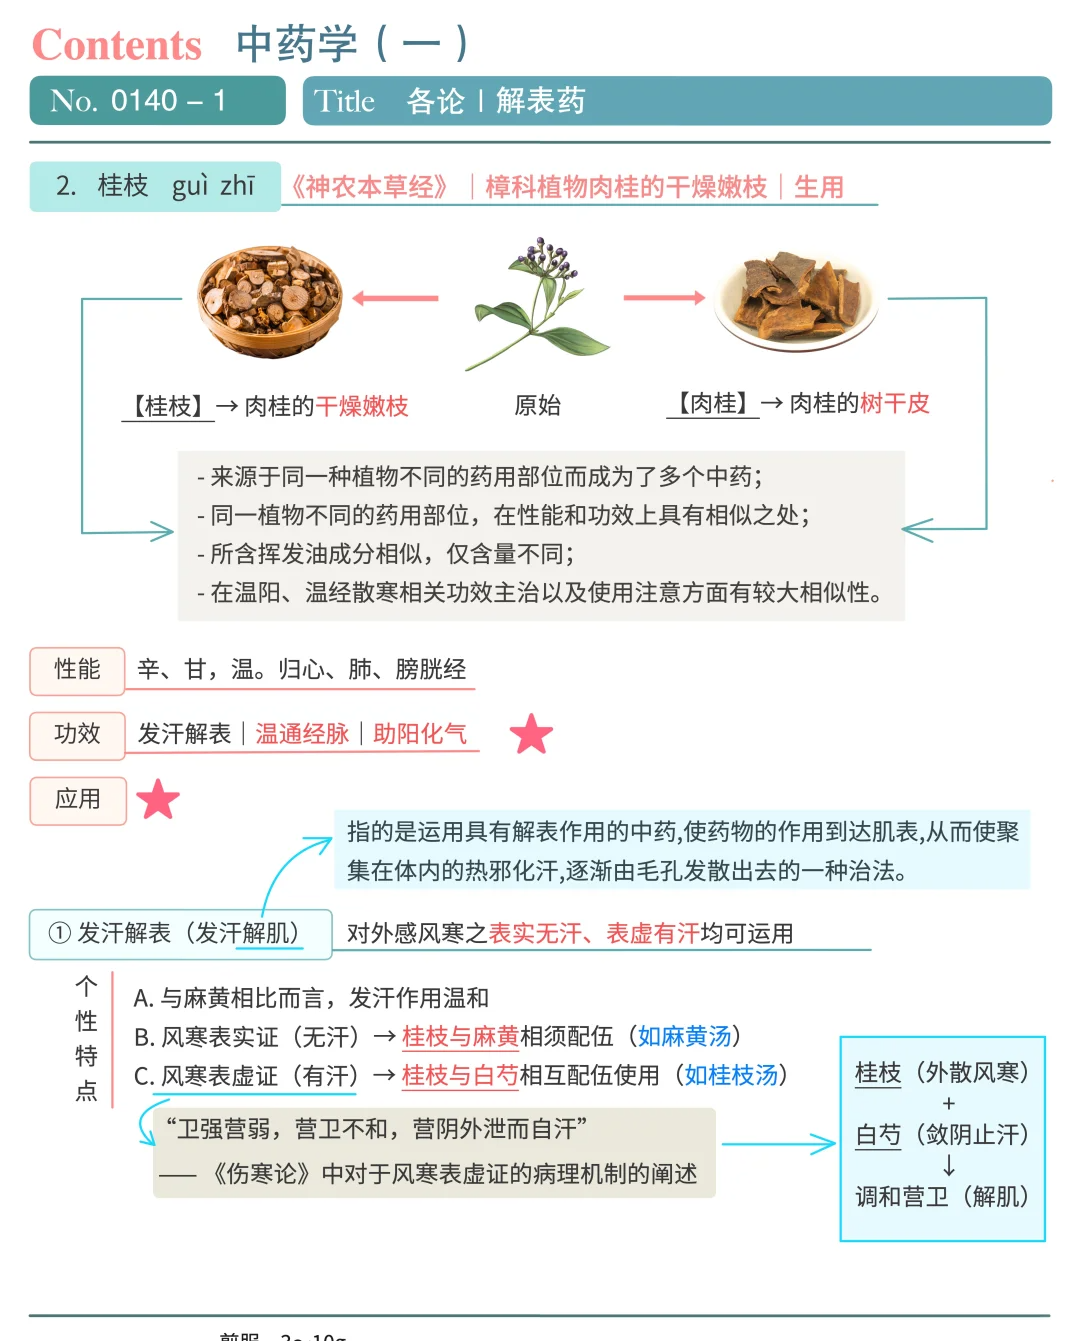 Contents 中药学（一）
No. 0140 – 1 Title 各论 | 解表药
2. 桂枝 guì zhī 《神农本草经》｜樟科植物肉桂的干燥嫩枝｜生用
【桂枝】→ 肉桂的干燥嫩枝 原始 【肉桂】→ 肉桂的树干皮
- 来源于同一种植物不同的药用部位而成为了多个中药；
- 同一植物不同的药用部位，在性能和功效上具有相似之处；
- 所含挥发油成分相似，仅含量不同；
- 在温阳、温经散寒相关功效主治以及使用注意方面有较大相似性。
性能 辛、甘，温。归心、肺、膀胱经
功效 发汗解表｜温通经脉｜助阳化气
应用
指的是运用具有解表作用的中药,使药物的作用到达肌表,从而使聚
集在体内的热邪化汗,逐渐由毛孔发散出去的一种治法。
① 发汗解表（发汗解肌） 对外感风寒之表实无汗、表虚有汗均可运用
个
性
特
点
A. 与麻黄相比而言，发汗作用温和
B. 风寒表实证（无汗）→ 桂枝与麻黄相须配伍（如麻黄汤）
C. 风寒表虚证（有汗）→ 桂枝与白芍相互配伍使用（如桂枝汤）
“卫强营弱，营卫不和，营阴外泄而自汗”
—— 《伤寒论》中对于风寒表虚证的病理机制的阐述
桂枝（外散风寒）
+
白芍（敛阴止汗）
↓
调和营卫（解肌）